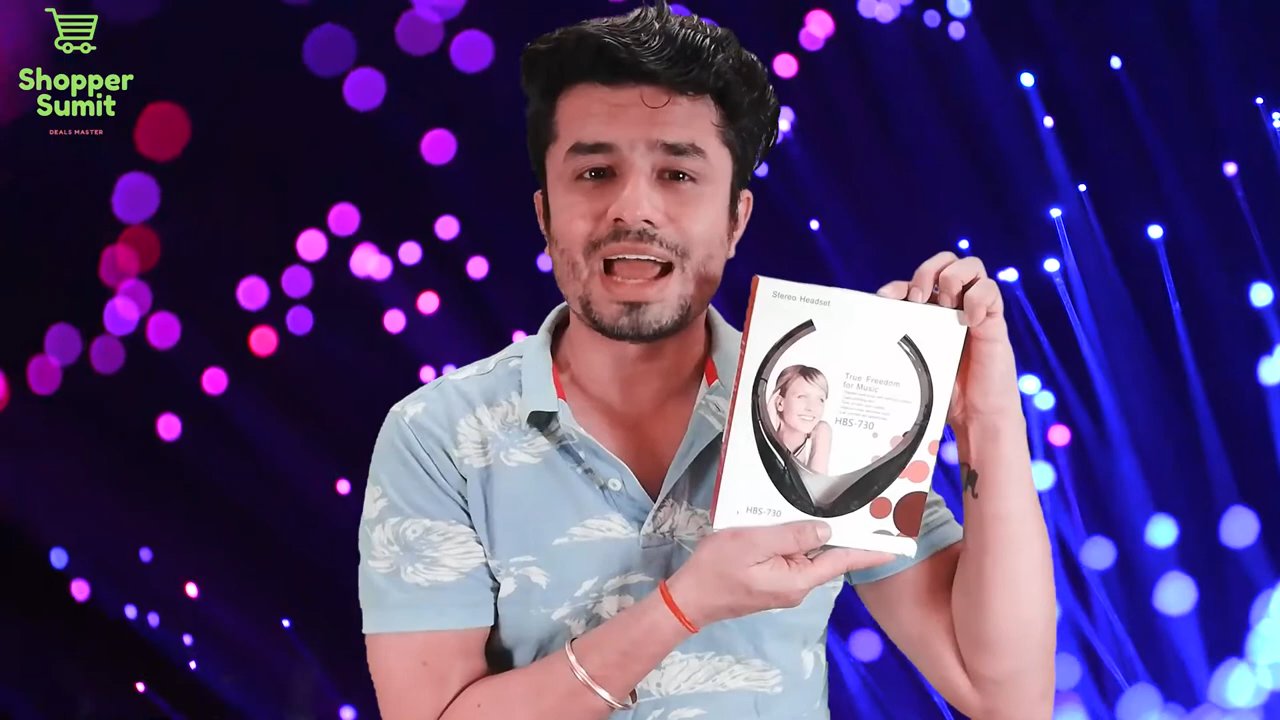 Shopper
Sumit
DEALS MASTER
Stereo Headset
True Freedom
for Music
HBS-730
HBS-730